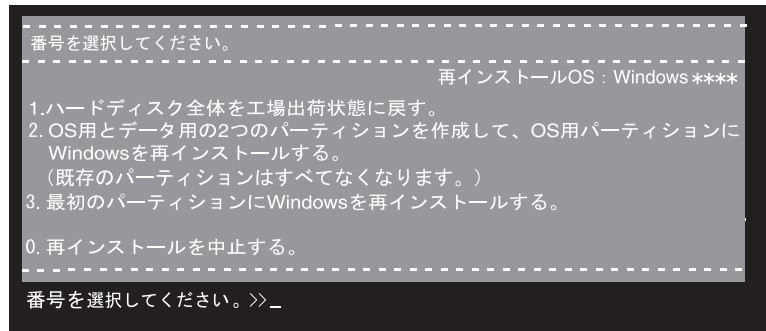 番号を選択してください。
再インストールOS：Windows****
1.ハードディスク全体を工場出荷状態に戻す。
2. OS用とデータ用の2つのパーティションを作成して、OS用パーティションに
Windowsを再インストールする。
（既存のパーティションはすべてなくなります。）
3. 最初のパーティションにWindowsを再インストールする。
0. 再インストールを中止する。
番号を選択してください。>>_